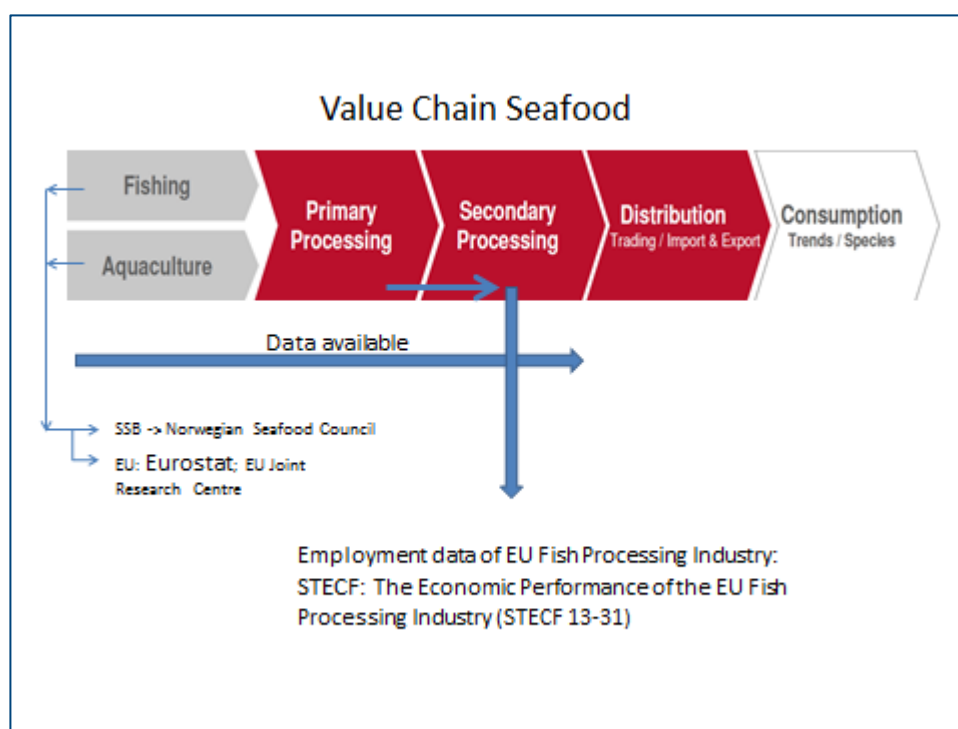 Value Chain Seafood
Fishing
Aquaculture
Primary
Processing
Secondary
Processing
Distribution
Trading / Import & Export
Consumption
Trends / Species
Data available
SSB -> Norwegian Seafood Council
EU: Eurostat; EU Joint
Research Centre
Employment data of EU Fish Processing Industry:
STECF: The Economic Performance of the EU Fish
Processing Industry (STECF 13-31)